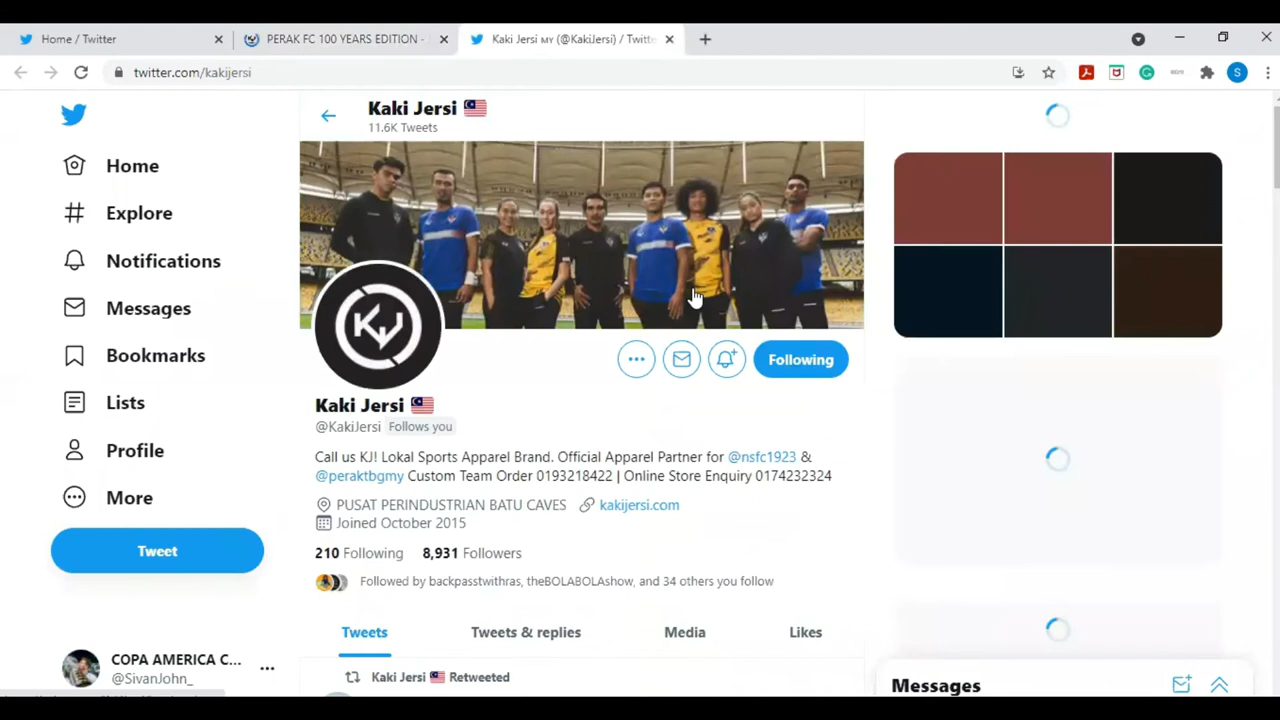 Home / Twitter
PERAK FC 100 YEARS EDITION -
Kaki Jersi MY (@KakiJersi) / Twitte
S
twitter.com/kakijersi
Kaki Jersi 🇲🇾
11.6K Tweets
Home
Explore
Notifications
Messages
Bookmarks
Lists
Profile
More
Tweet
COPA AMERICA C...
@SivanJohn_
KJ
Following
Kaki Jersi 🇲🇾
@KakiJersi Follows you
Call us KJ! Lokal Sports Apparel Brand. Official Apparel Partner for @nsfc1923 &
@peraktbgmy Custom Team Order 0193218422 | Online Store Enquiry 0174232324
PUSAT PERINDUSTRIAN BATU CAVES kakijersi.com
Joined October 2015
210 Following 8,931 Followers
Followed by backpasswithras, theBOLABOLAshow, and 34 others you follow
Tweets Tweets & replies Media Likes
Kaki Jersi 🇲🇾 Retweeted
Messages